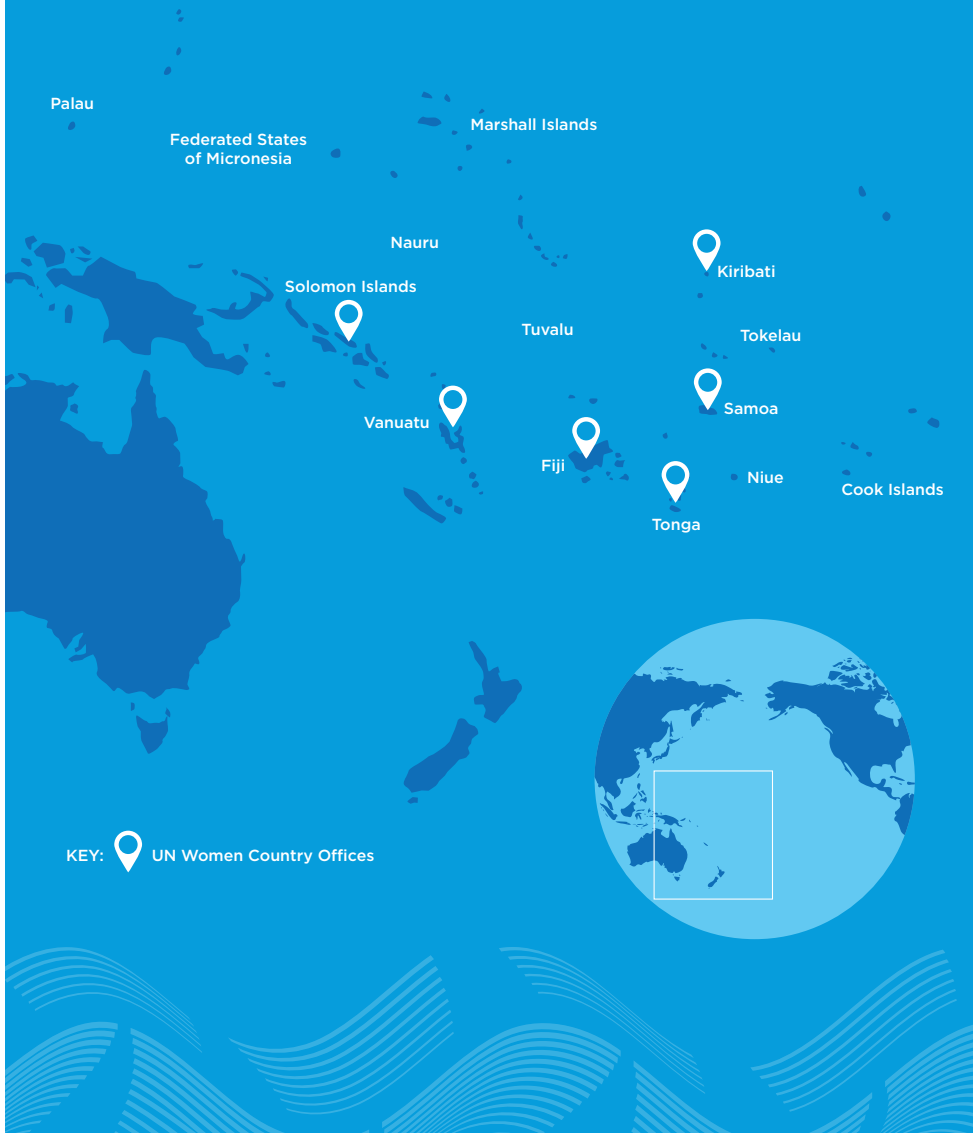 Palau
Federated States
of Micronesia
Marshall Islands
Nauru
Kiribati
Solomon Islands
Tuvalu
Tokelau
Samoa
Vanuatu
Fiji
Niue
Cook Islands
Tonga
KEY: UN Women Country Offices